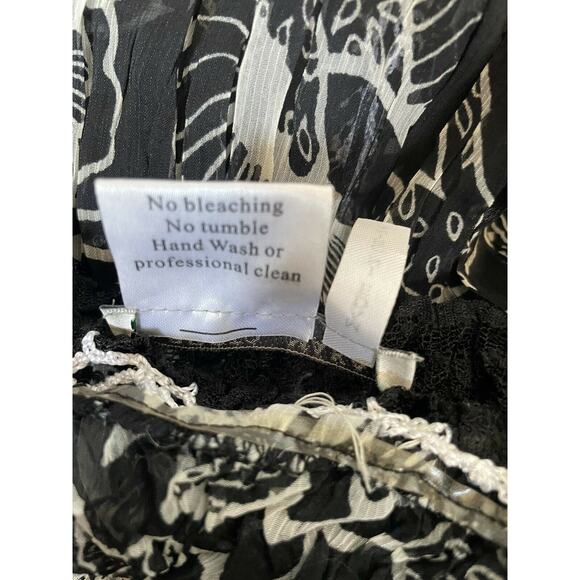 No bleaching
No tumble
Hand Wash or
professional clean